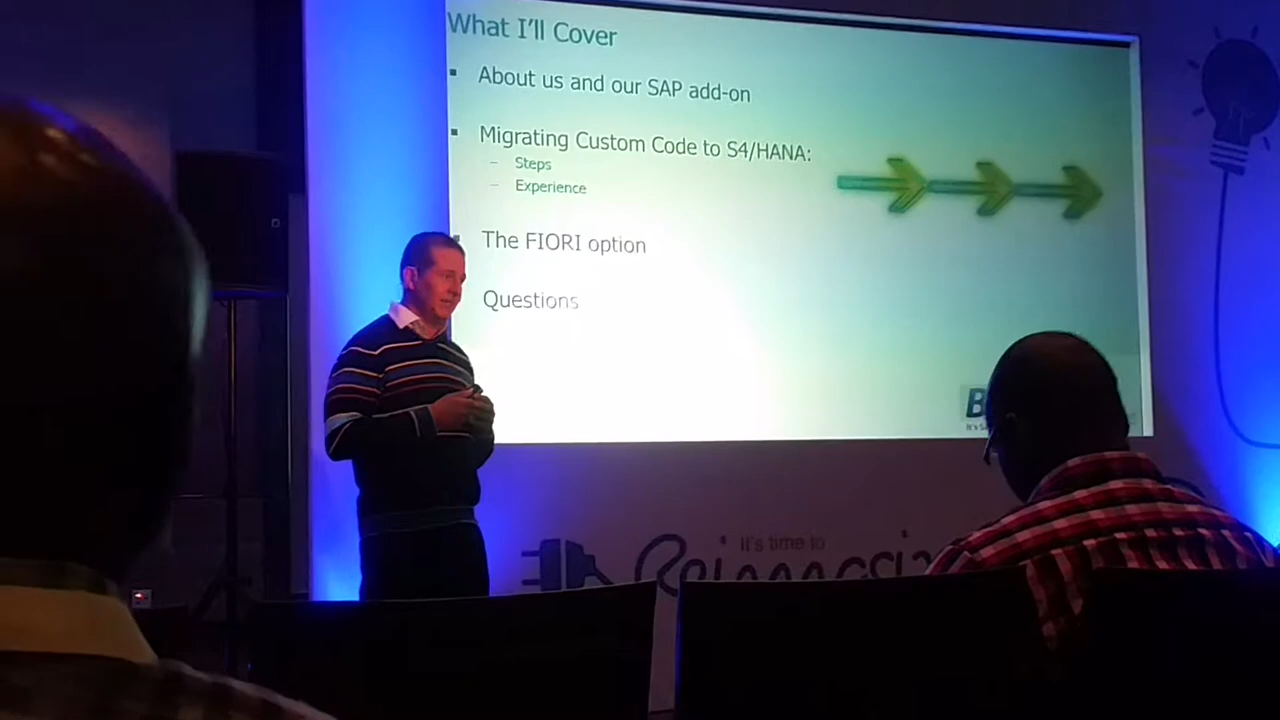 What I'll Cover
▪ About us and our SAP add-on
▪ Migrating Custom Code to S4/HANA:
– Steps
– Experience
▪ The FIORI option
Questions
It's time to